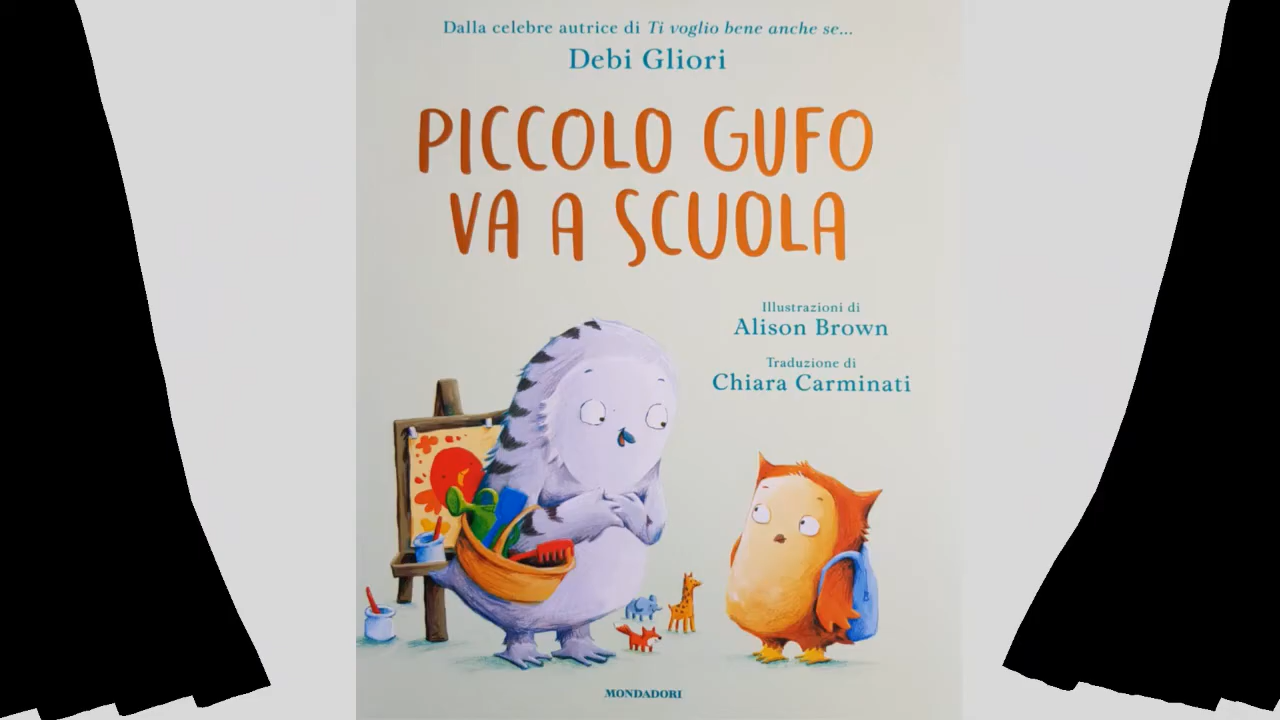 Dalla celebre autrice di Ti voglio bene anche se...
Debi Gliori
PICCOLO GUFO
VA A SCUOLA
Illustrazioni di
Alison Brown
Traduzione di
Chiara Carminati
MONDADORI